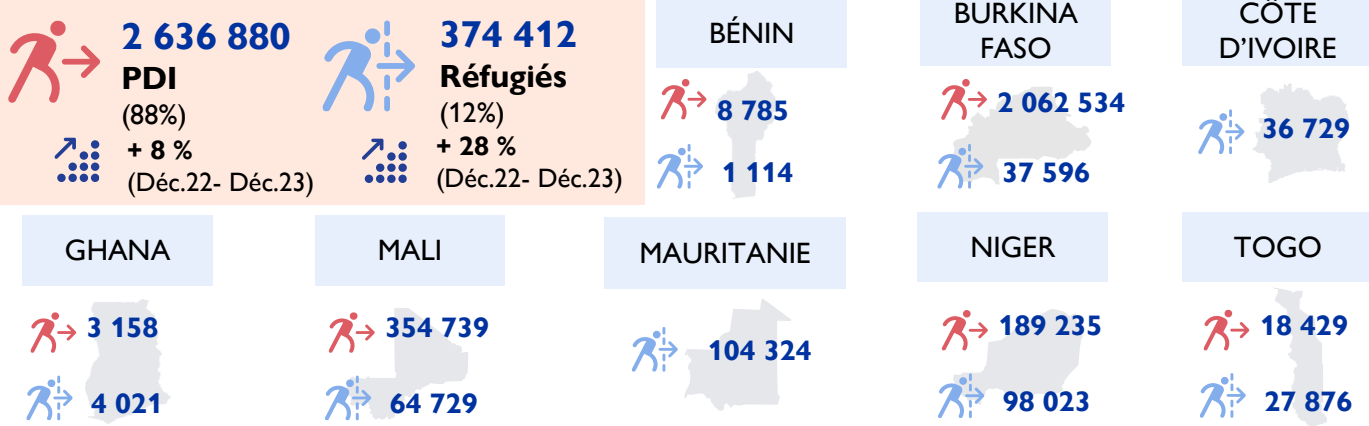 2 636 880
PDI
(88%)
+ 8 %
(Déc.22- Déc.23)
374 412
Réfugiés
(12%)
+ 28 %
(Déc.22- Déc.23)
BÉNIN
8 785
1 114
BURKINA
FASO
2 062 534
37 596
CÔTE
D’IVOIRE
36 729
GHANA
3 158
4 021
MALI
354 739
64 729
MAURITANIE
104 324
NIGER
189 235
98 023
TOGO
18 429
27 876